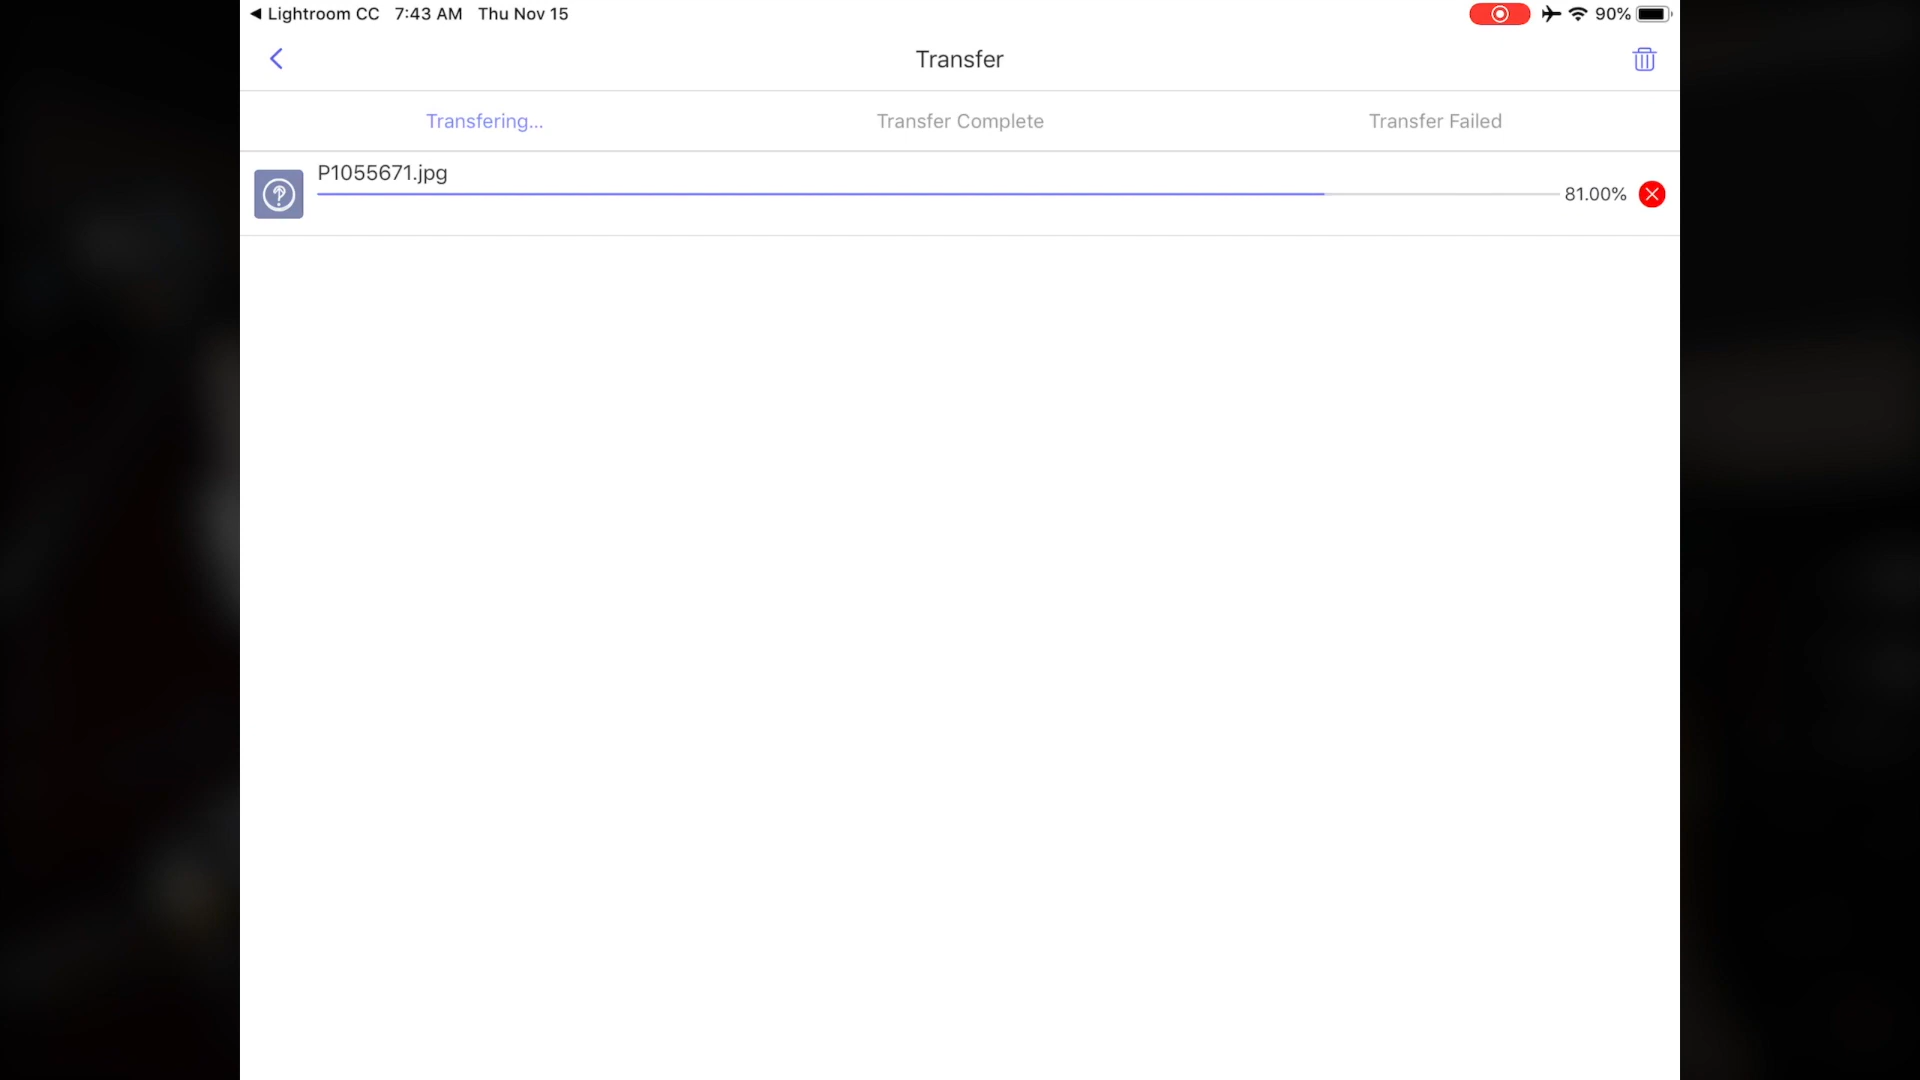 ◀ Lightroom CC 7:43 AM Thu Nov 15 90%
Transfer
Transfering... Transfer Complete Transfer Failed
P1055671.jpg
81.00%